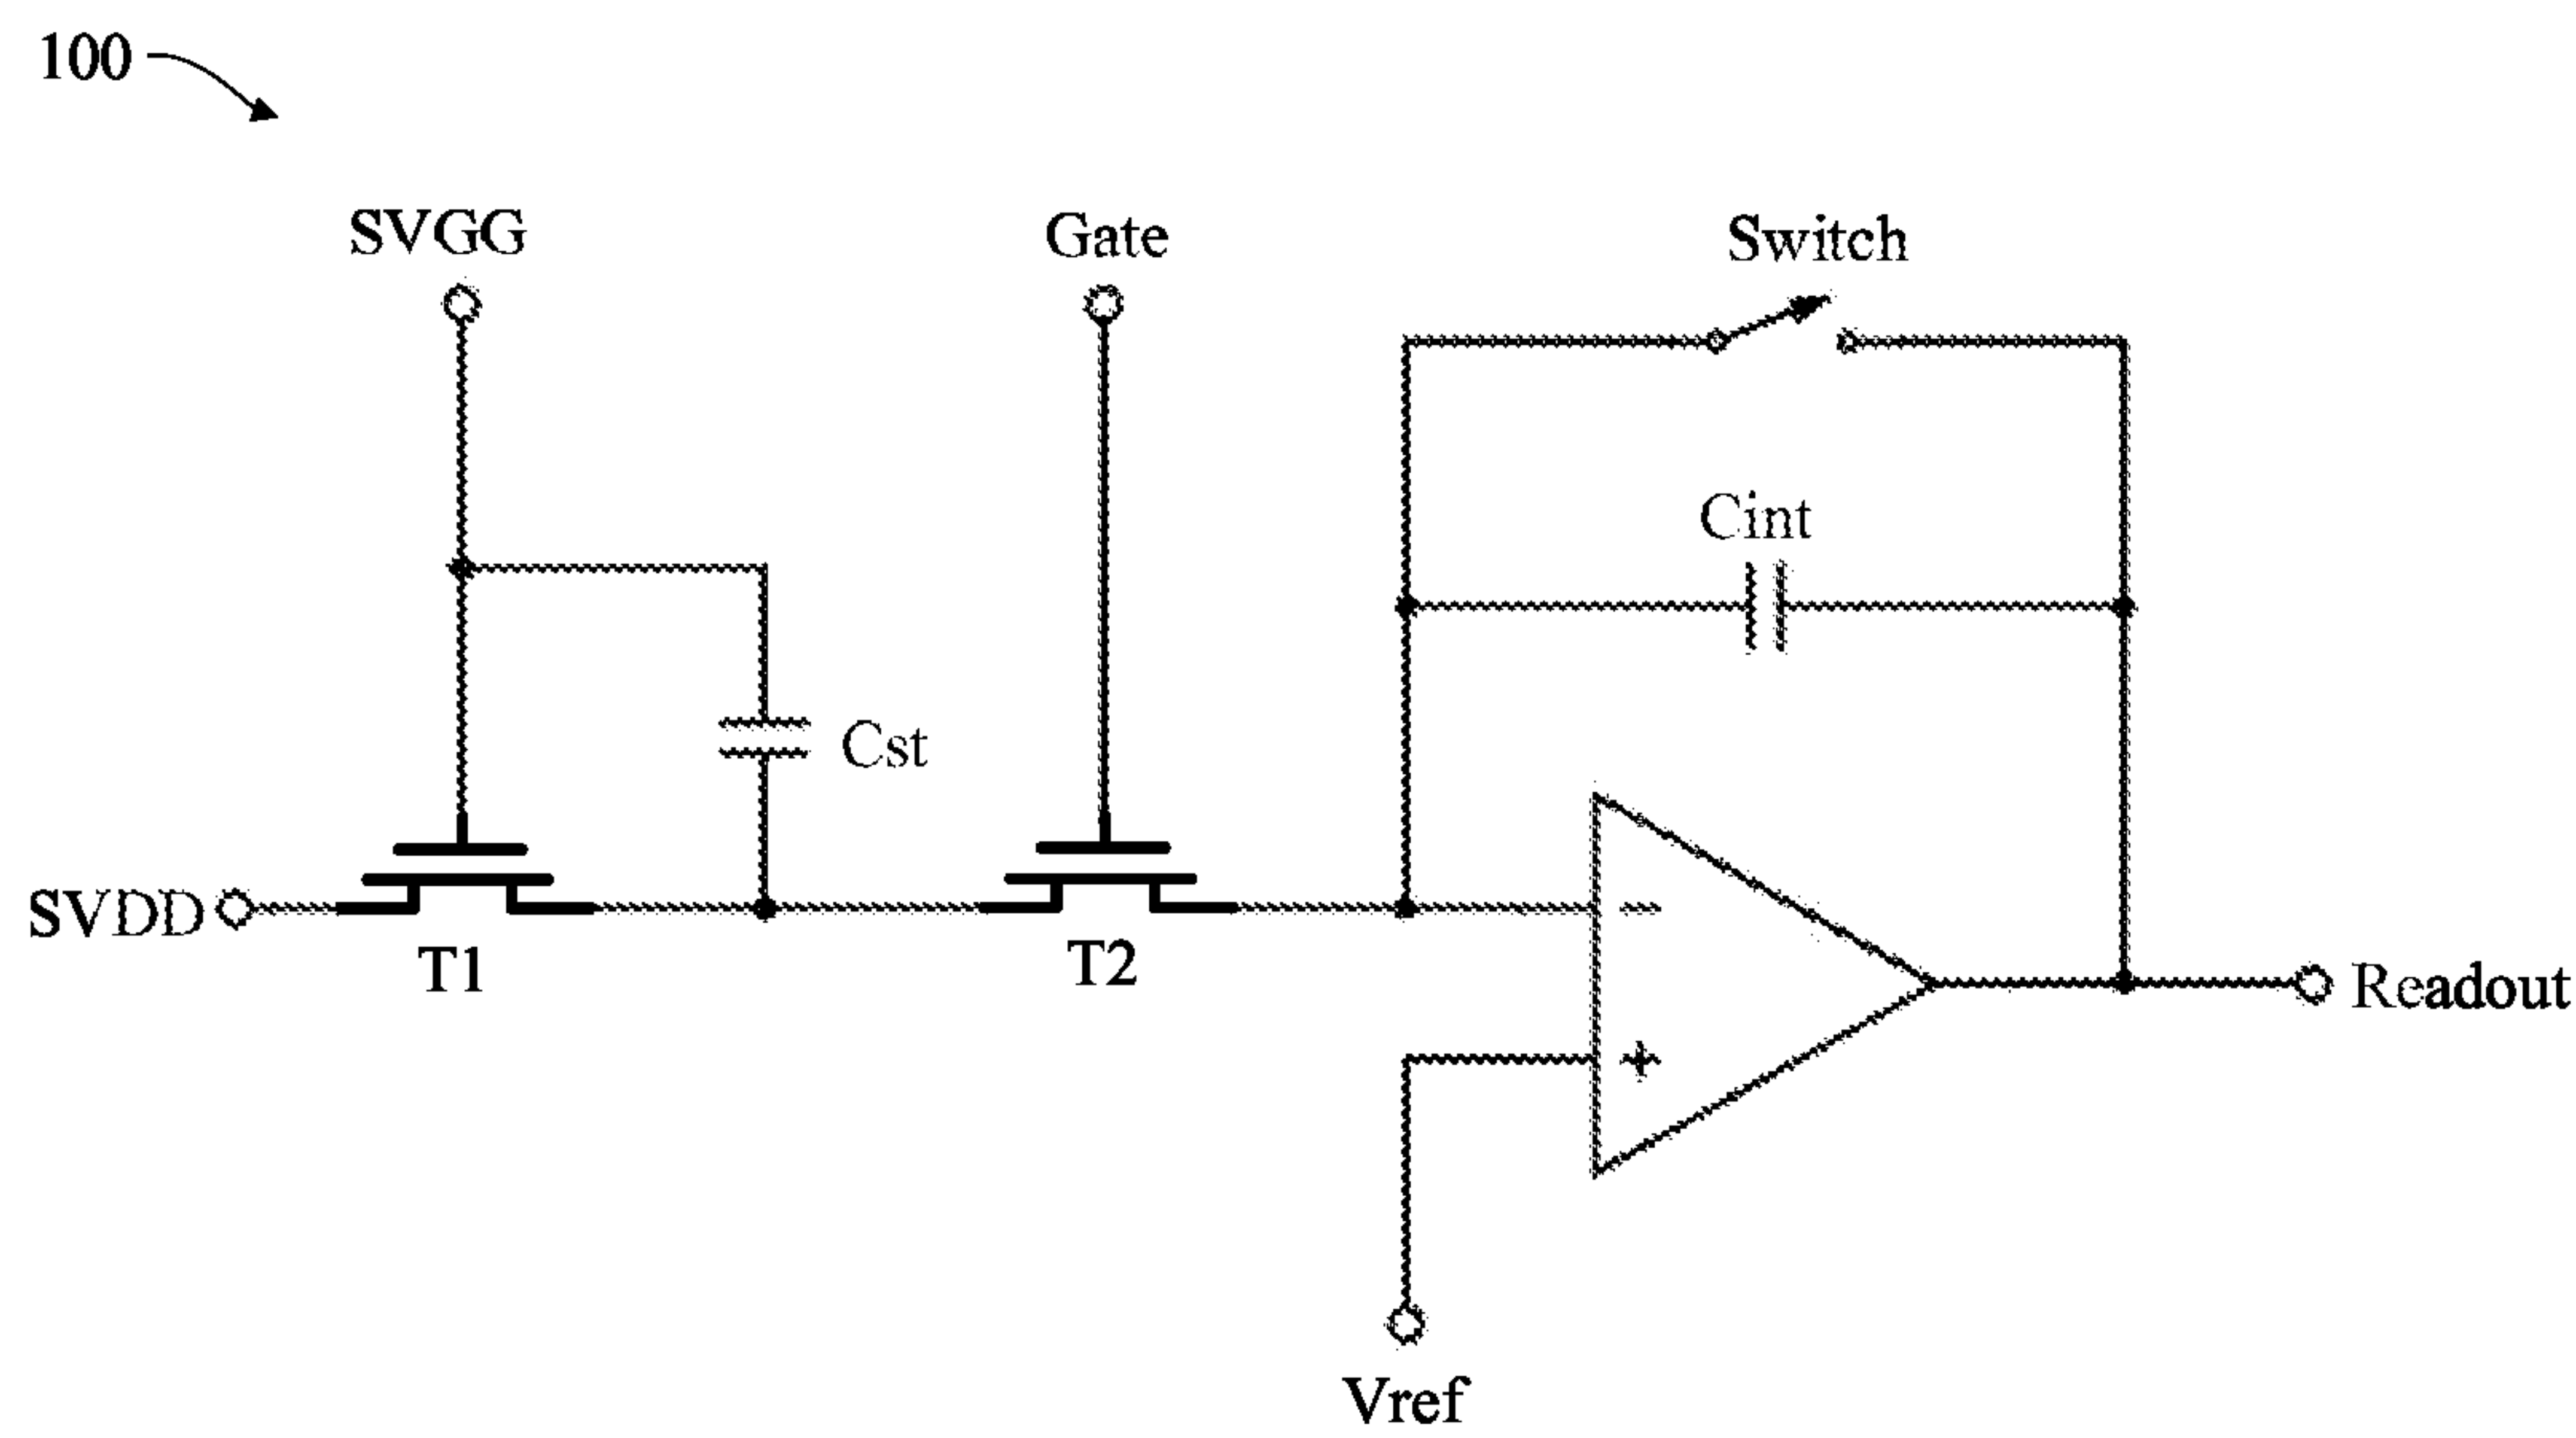 100
SVGG
Gate
Switch
Cint
Cst
SVDD
T1
T2
−
+
Readout
Vref